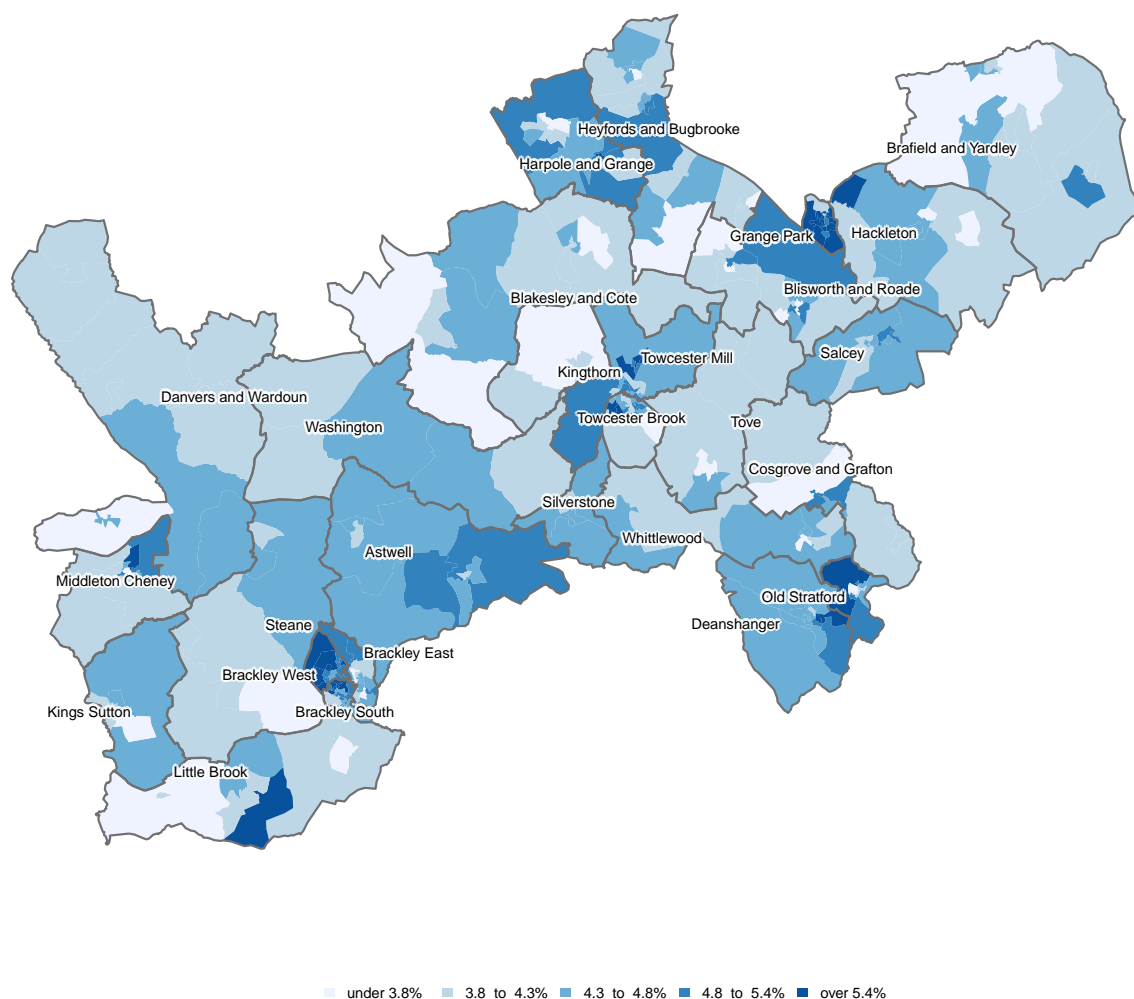 Heyfords and Bugbrooke
Brafield and Yardley
Harpole and Grange
Grange Park
Hackleton
Blisworth and Roade
Blakesley and Cote
Salcey
Towcester Mill
Kingthorn
Danvers and Wardoun
Towcester Brook
Tove
Washington
Cosgrove and Grafton
Silverstone
Whittlewood
Astwell
Middleton Cheney
Old Stratford
Deanshanger
Steane
Brackley East
Brackley West
Kings Sutton
Brackley South
Little Brook
under 3.8% 3.8 to 4.3% 4.3 to 4.8% 4.8 to 5.4% over 5.4%